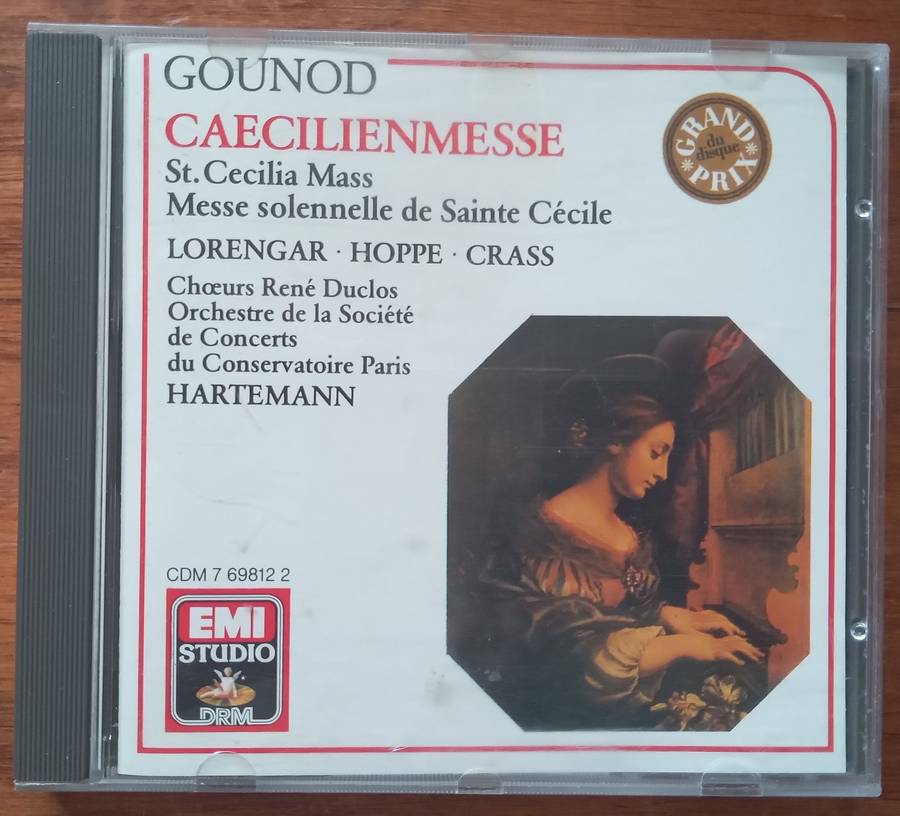 GOUNOD
CAECILIENMESSE
St. Cecilia Mass
Messe solennelle de Sainte Cécile
LORENGAR · HOPPE · CRASS
Chœurs René Duclos
Orchestre de la Société
de Concerts
du Conservatoire Paris
HARTEMANN
GRAND
du
disque
PRIX
CDM 7 69812 2
EMI
STUDIO
DRM